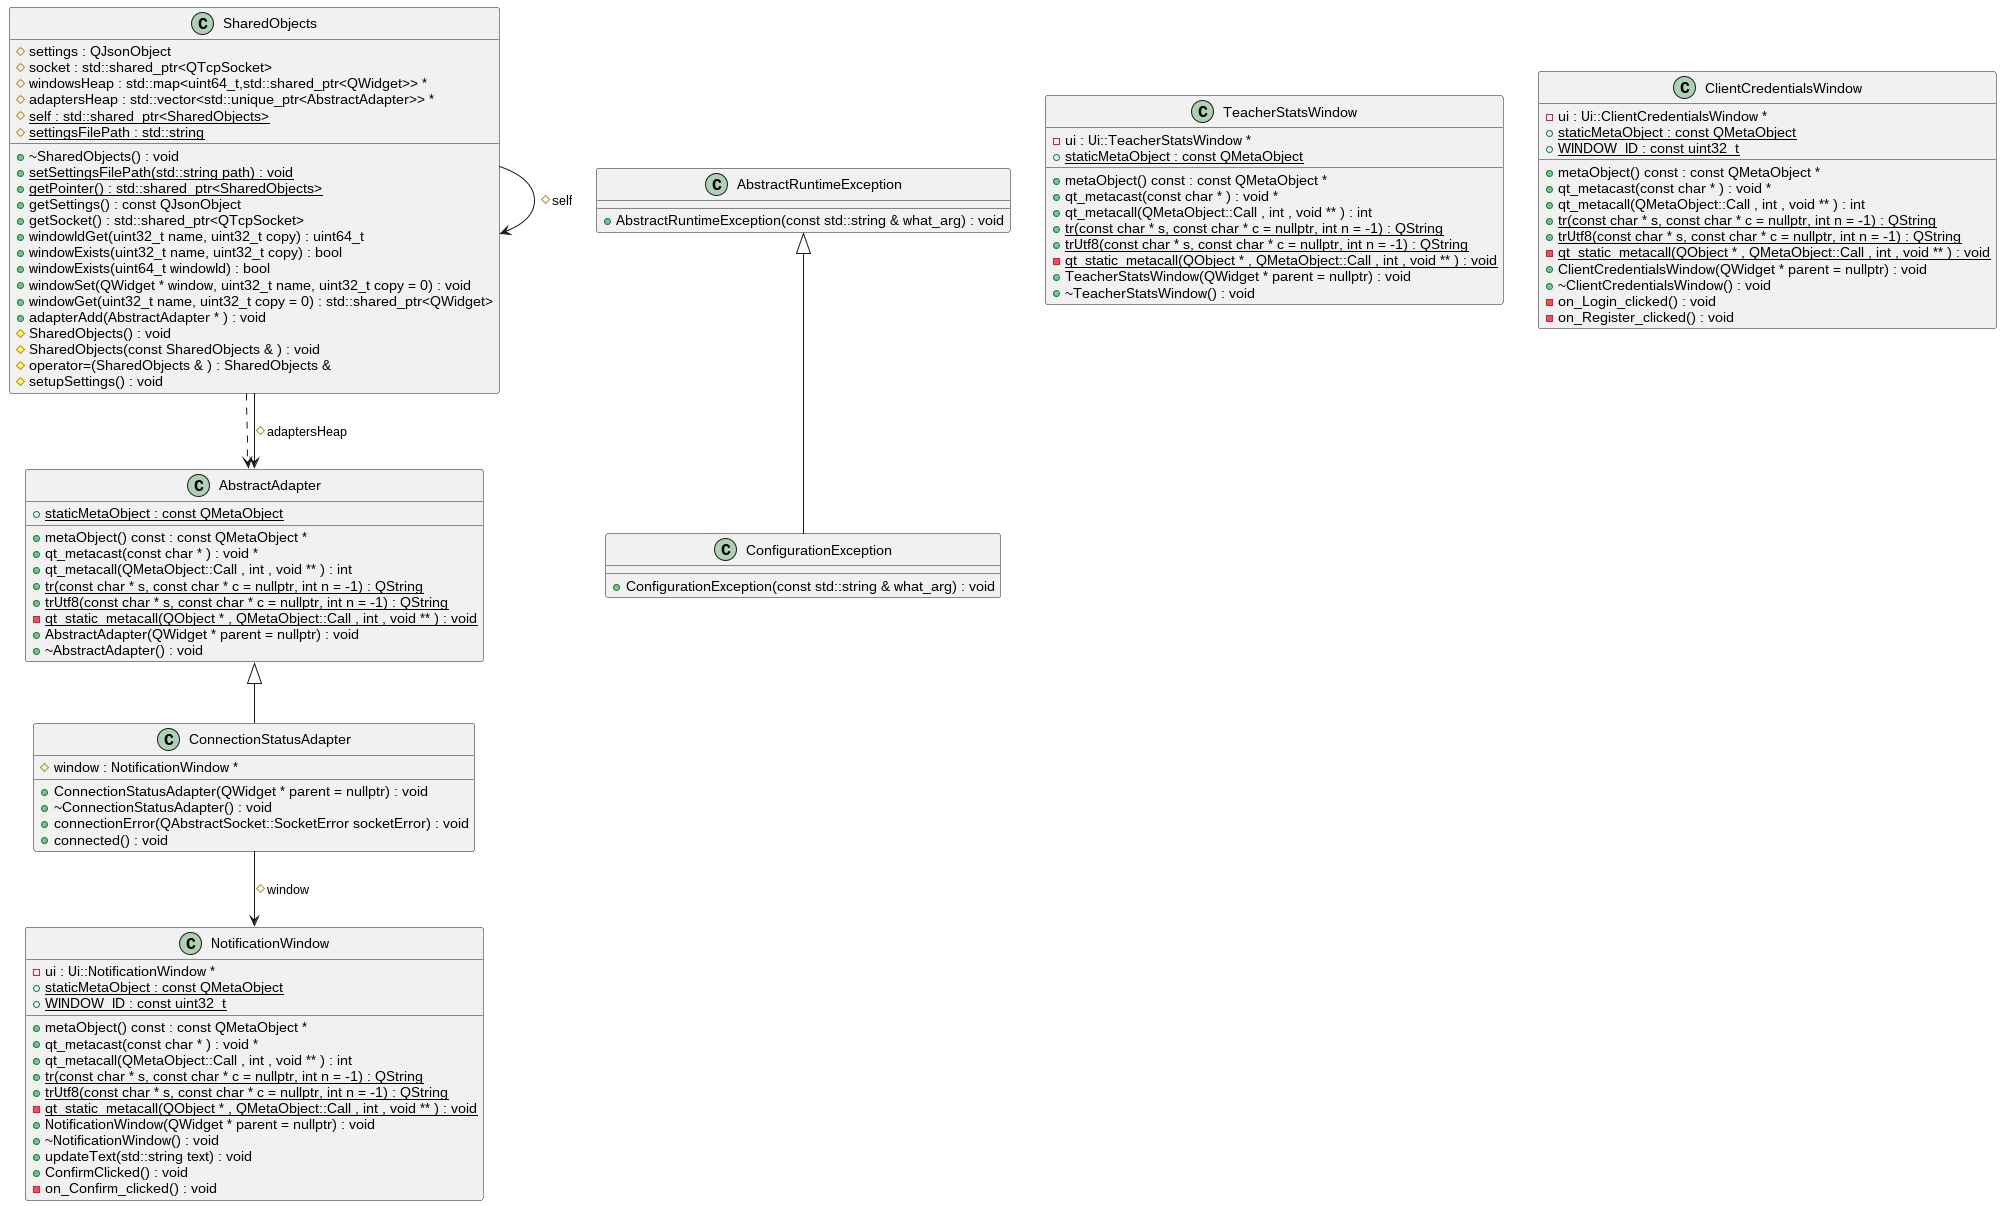 SharedObjects
settings : QJsonObject
socket : std::shared_ptr<QTcpSocket>
windowsHeap : std::map<uint64_t,std::shared_ptr<QWidget>> *
adaptersHeap : std::vector<std::unique_ptr<AbstractAdapter>> *
self : std::shared_ptr<SharedObjects>
settingsFilePath : std::string
~SharedObjects() : void
setSettingsFilePath(std::string path) : void
getPointer() : std::shared_ptr<SharedObjects>
getSettings() : const QJsonObject
getSocket() : std::shared_ptr<QTcpSocket>
windowIdGet(uint32_t name, uint32_t copy) : uint64_t
windowExists(uint32_t name, uint32_t copy) : bool
windowExists(uint64_t windowId) : bool
windowSet(QWidget * window, uint32_t name, uint32_t copy = 0) : void
windowGet(uint32_t name, uint32_t copy = 0) : std::shared_ptr<QWidget>
adapterAdd(AbstractAdapter * ) : void
SharedObjects() : void
SharedObjects(const SharedObjects & ) : void
operator=(SharedObjects & ) : SharedObjects &
setupSettings() : void
self
adaptersHeap
AbstractAdapter
staticMetaObject : const QMetaObject
metaObject() const : const QMetaObject *
qt_metacast(const char * ) : void *
qt_metacall(QMetaObject::Call , int , void ** ) : int
tr(const char * s, const char * c = nullptr, int n = -1) : QString
trUtf8(const char * s, const char * c = nullptr, int n = -1) : QString
qt_static_metacall(QObject * , QMetaObject::Call , int , void ** ) : void
AbstractAdapter(QWidget * parent = nullptr) : void
~AbstractAdapter() : void
ConnectionStatusAdapter
window : NotificationWindow *
ConnectionStatusAdapter(QWidget * parent = nullptr) : void
~ConnectionStatusAdapter() : void
connectionError(QAbstractSocket::SocketError socketError) : void
connected() : void
window
NotificationWindow
ui : Ui::NotificationWindow *
staticMetaObject : const QMetaObject
WINDOW_ID : const uint32_t
metaObject() const : const QMetaObject *
qt_metacast(const char * ) : void *
qt_metacall(QMetaObject::Call , int , void ** ) : int
tr(const char * s, const char * c = nullptr, int n = -1) : QString
trUtf8(const char * s, const char * c = nullptr, int n = -1) : QString
qt_static_metacall(QObject * , QMetaObject::Call , int , void ** ) : void
NotificationWindow(QWidget * parent = nullptr) : void
~NotificationWindow() : void
updateText(std::string text) : void
ConfirmClicked() : void
on_Confirm_clicked() : void
AbstractRuntimeException
AbstractRuntimeException(const std::string & what_arg) : void
ConfigurationException
ConfigurationException(const std::string & what_arg) : void
TeacherStatsWindow
ui : Ui::TeacherStatsWindow *
staticMetaObject : const QMetaObject
metaObject() const : const QMetaObject *
qt_metacast(const char * ) : void *
qt_metacall(QMetaObject::Call , int , void ** ) : int
tr(const char * s, const char * c = nullptr, int n = -1) : QString
trUtf8(const char * s, const char * c = nullptr, int n = -1) : QString
qt_static_metacall(QObject * , QMetaObject::Call , int , void ** ) : void
TeacherStatsWindow(QWidget * parent = nullptr) : void
~TeacherStatsWindow() : void
ClientCredentialsWindow
ui : Ui::ClientCredentialsWindow *
staticMetaObject : const QMetaObject
WINDOW_ID : const uint32_t
metaObject() const : const QMetaObject *
qt_metacast(const char * ) : void *
qt_metacall(QMetaObject::Call , int , void ** ) : int
tr(const char * s, const char * c = nullptr, int n = -1) : QString
trUtf8(const char * s, const char * c = nullptr, int n = -1) : QString
qt_static_metacall(QObject * , QMetaObject::Call , int , void ** ) : void
ClientCredentialsWindow(QWidget * parent = nullptr) : void
~ClientCredentialsWindow() : void
on_Login_clicked() : void
on_Register_clicked() : void